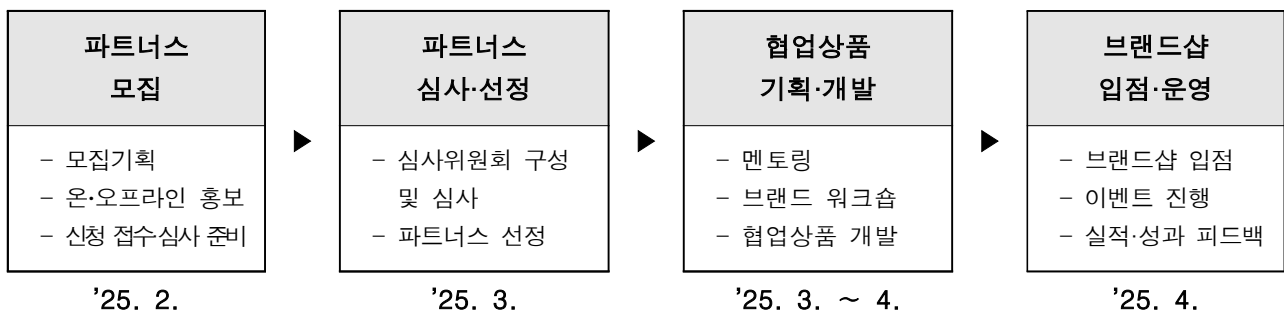 파트너스
모집
– 모집기획
– 온·오프라인 홍보
– 신청 접수·심사 준비
’25. 2.
▶
파트너스
심사·선정
– 심사위원회 구성
및 심사
– 파트너스 선정
’25. 3.
▶
협업상품
기획·개발
– 멘토링
– 브랜드 워크숍
– 협업상품 개발
’25. 3. ~ 4.
▶
브랜드샵
입점·운영
– 브랜드샵 입점
– 이벤트 진행
– 실적·성과 피드백
’25. 4.